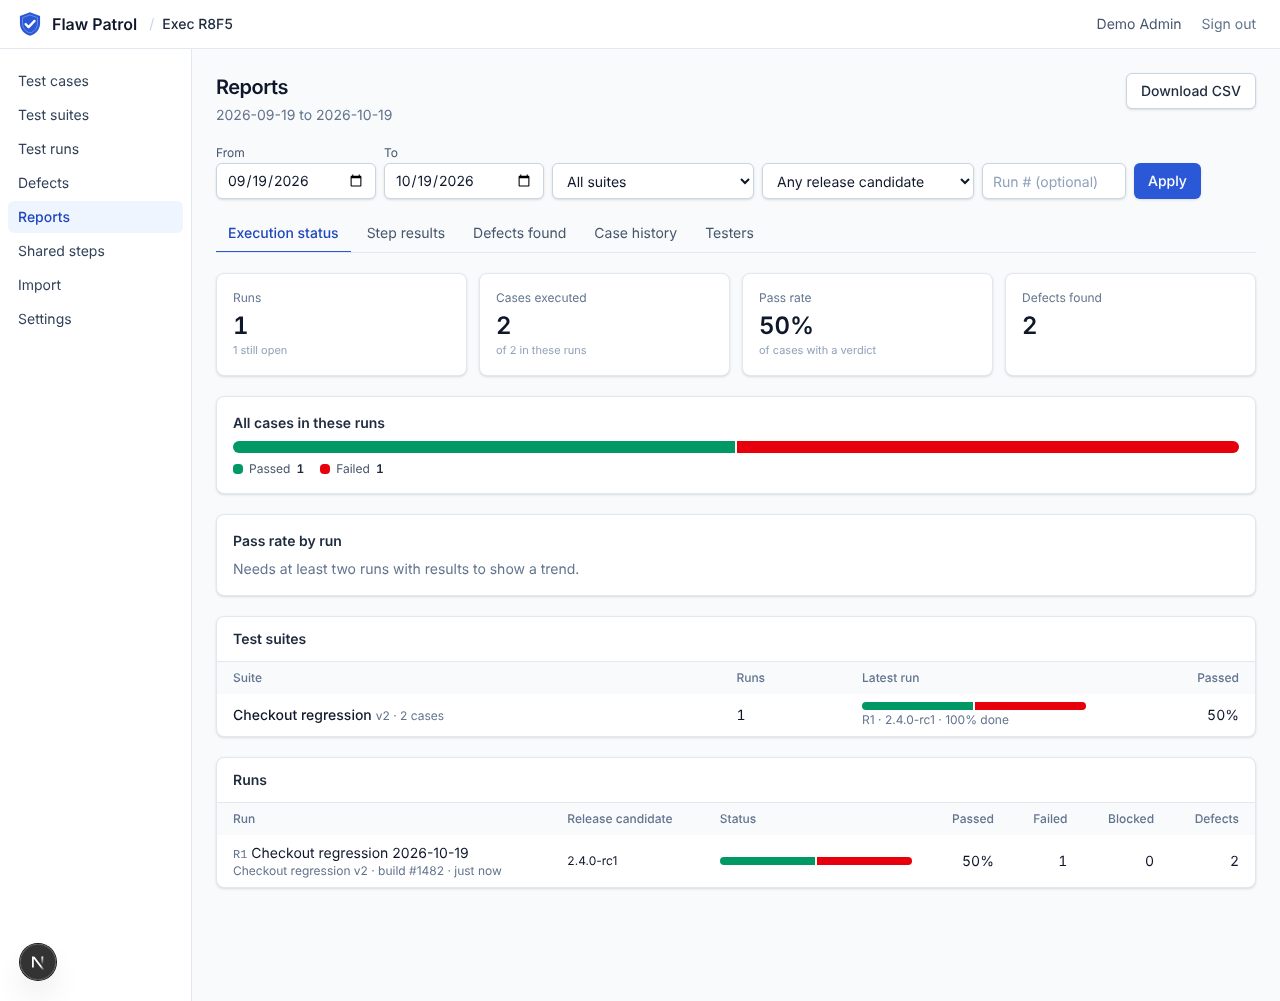 Flaw Patrol / Exec R8F5
Demo Admin Sign out
Test cases
Test suites
Test runs
Defects
Reports
Shared steps
Import
Settings
Reports
2026-09-19 to 2026-10-19
Download CSV
From To
09/19/2026 10/19/2026 All suites Any release candidate Run # (optional) Apply
Execution status Step results Defects found Case history Testers
Runs
1
1 still open
Cases executed
2
of 2 in these runs
Pass rate
50%
of cases with a verdict
Defects found
2
All cases in these runs
Passed 1 Failed 1
Pass rate by run
Needs at least two runs with results to show a trend.
Test suites
Suite Runs Latest run Passed
Checkout regression v2 · 2 cases 1 50%
R1 · 2.4.0-rc1 · 100% done
Runs
Run Release candidate Status Passed Failed Blocked Defects
R1 Checkout regression 2026-10-19 2.4.0-rc1 50% 1 0 2
Checkout regression v2 · build #1482 · just now
N